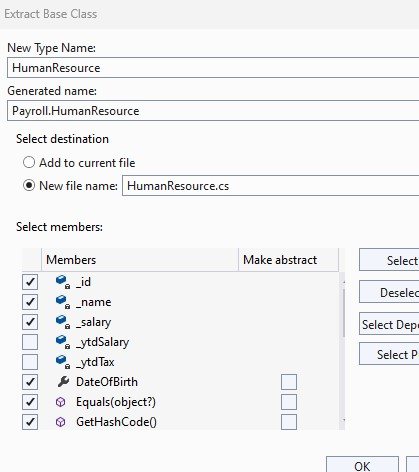 Extract Base Class
New Type Name:
HumanResource
Generated name:
Payroll.HumanResource
Select destination
Add to current file
New file name: HumanResource.cs
Select members:
Members Make abstract Select
_id
_name Deselec
_salary Select Depe
_ytdSalary Select P
_ytdTax
DateOfBirth
Equals(object?)
GetHashCode()
OK